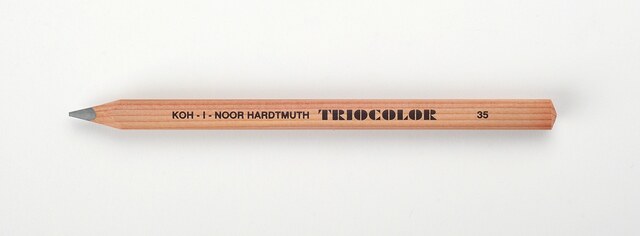 KOH - I - NOOR HARDTMUTH TRIOCOLOR 35